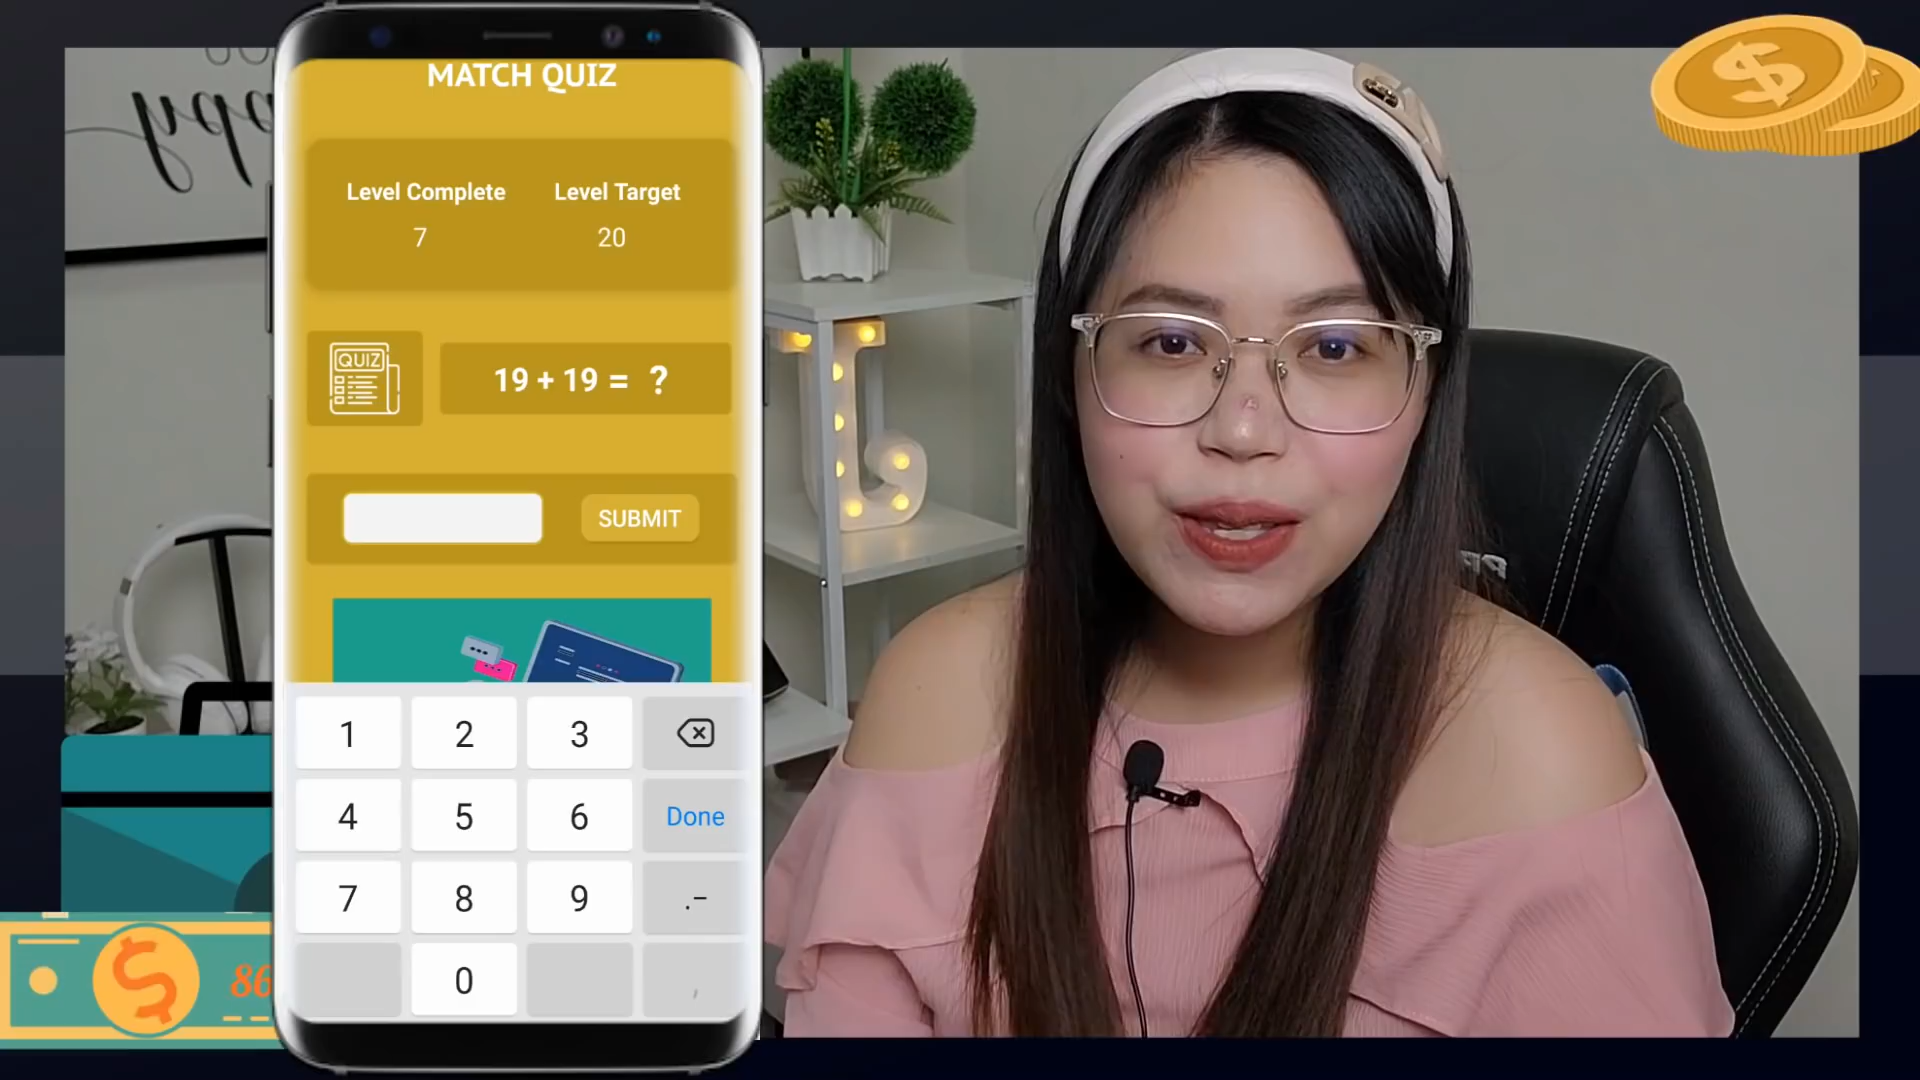 MATCH QUIZ
Level Complete
Level Target
7
20
QUIZ
19 + 19 = ?
SUBMIT
1 2 3
4 5 6 Done
7 8 9 .-
0 ,
86